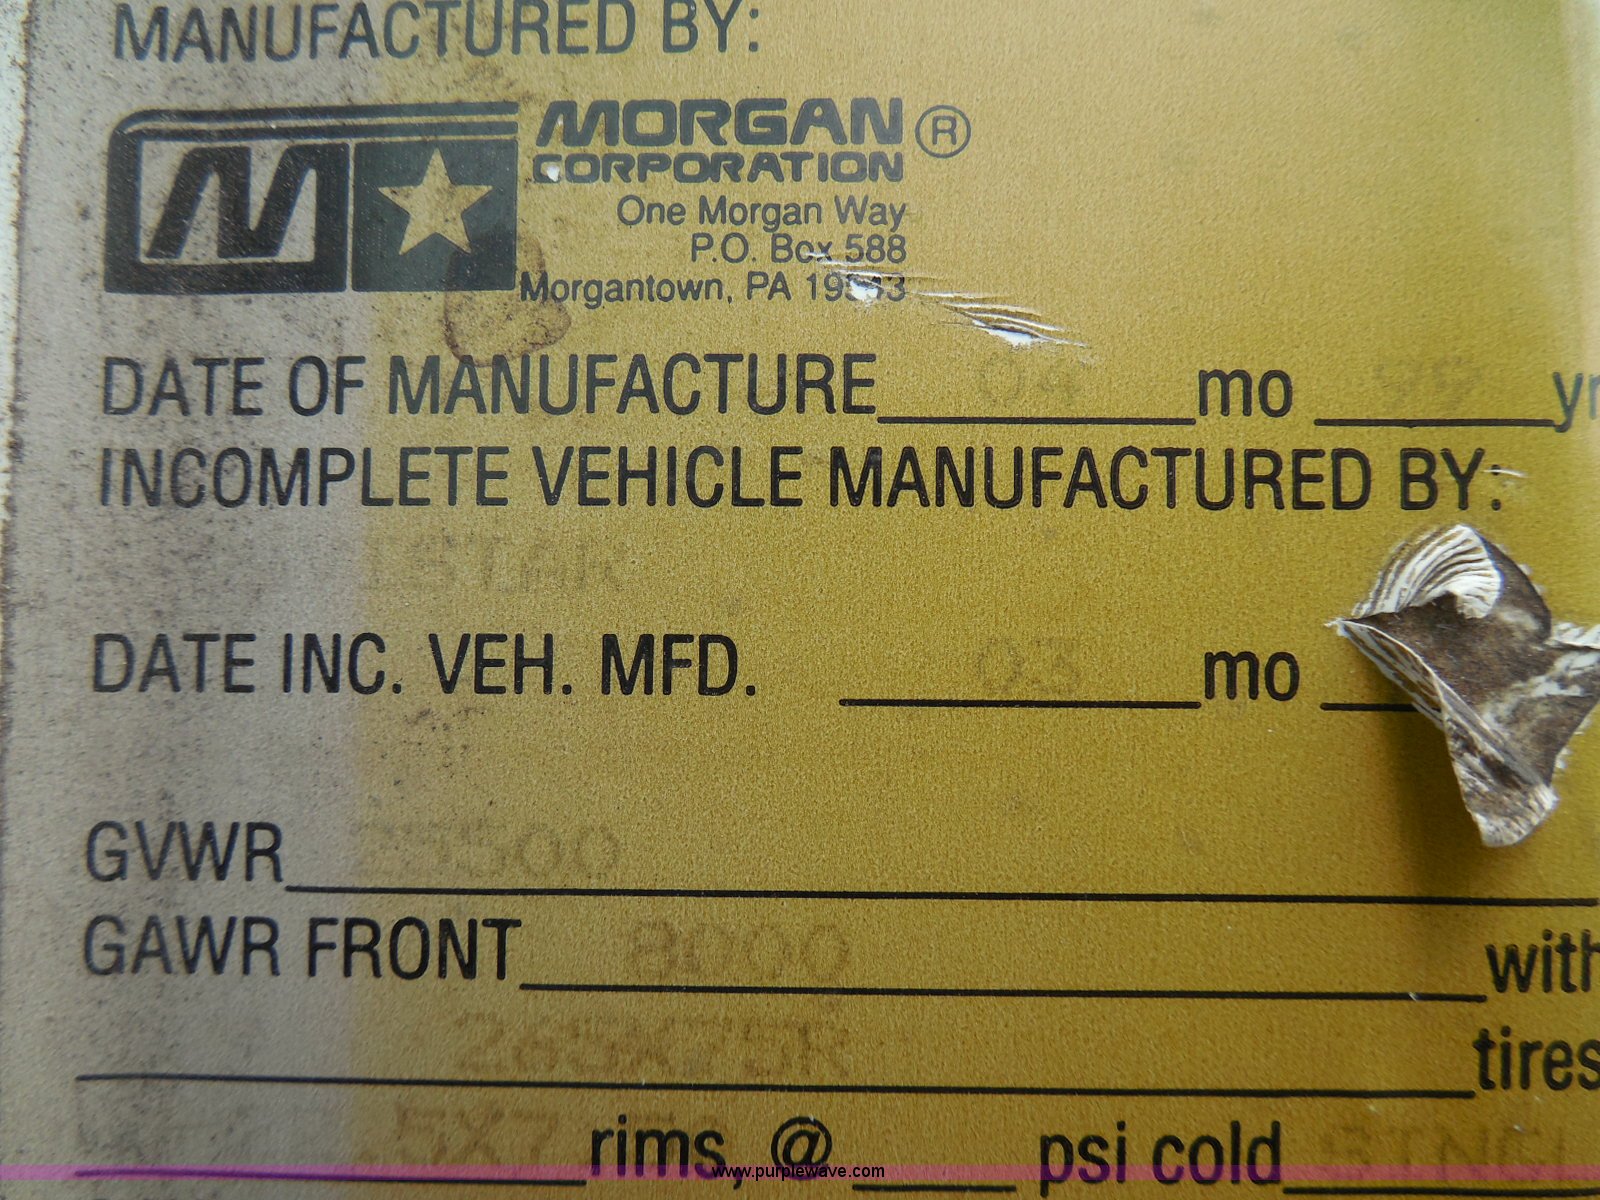 MANUFACTURED BY:
M MORGAN ®
CORPORATION
One Morgan Way
P.O. Box 588
Morgantown, PA
DATE OF MANUFACTURE 04 mo yr
INCOMPLETE VEHICLE MANUFACTURED BY:
DATE INC. VEH. MFD. 03 mo
GVWR
GAWR FRONT 8000 with
tires
rims, @ psi cold
www.purplewave.com